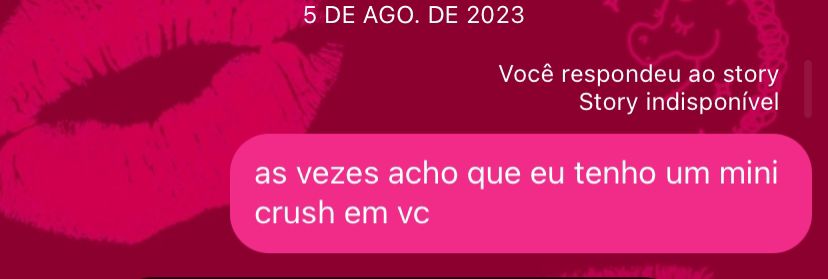 5 DE AGO. DE 2023
Você respondeu ao story
Story indisponível
as vezes acho que eu tenho um mini
crush em vc